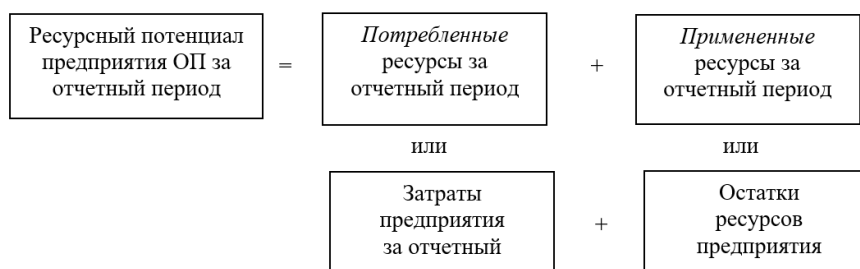 Ресурсный потенциал
предприятия ОП за
отчетный период
=
Потребленные
ресурсы за
отчетный период
+
Примененные
ресурсы за
отчетный период
или
или
Затраты
предприятия
за отчетный
+
Остатки
ресурсов
предприятия